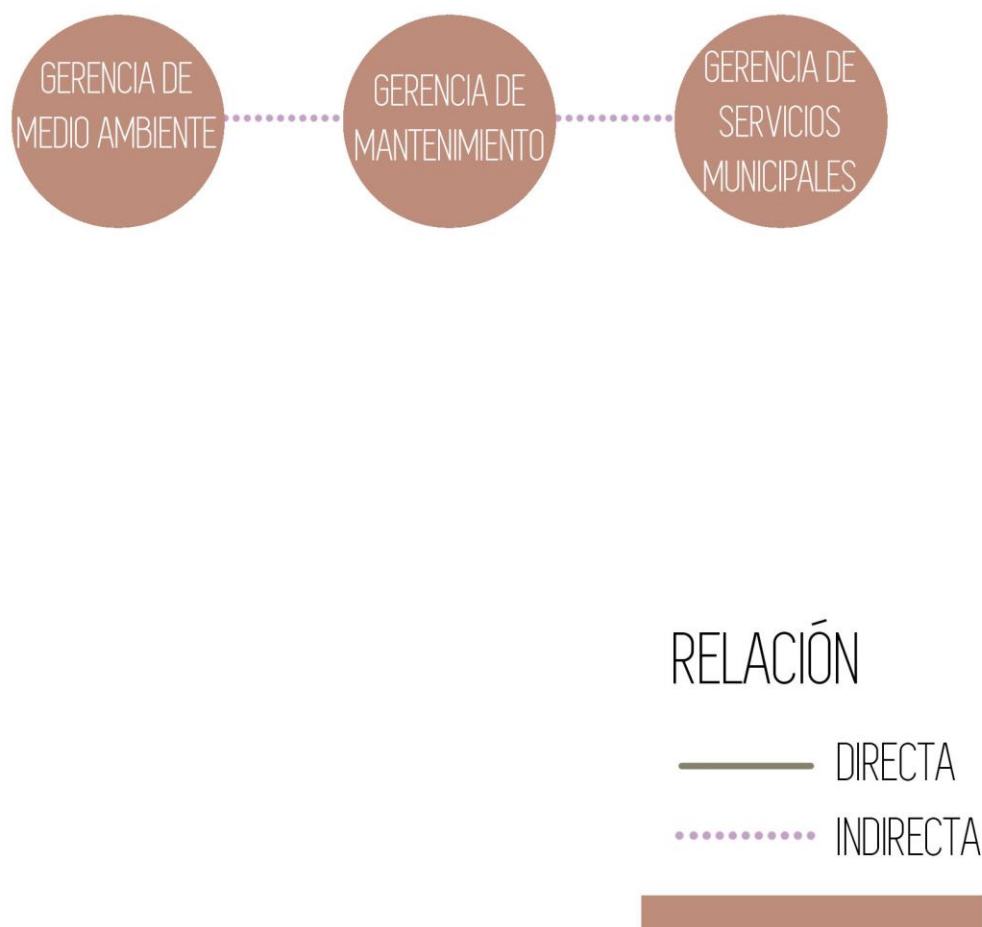 GERENCIA DE
MEDIO AMBIENTE
GERENCIA DE
MANTENIMIENTO
GERENCIA DE
SERVICIOS
MUNICIPALES
RELACIÓN
DIRECTA
INDIRECTA